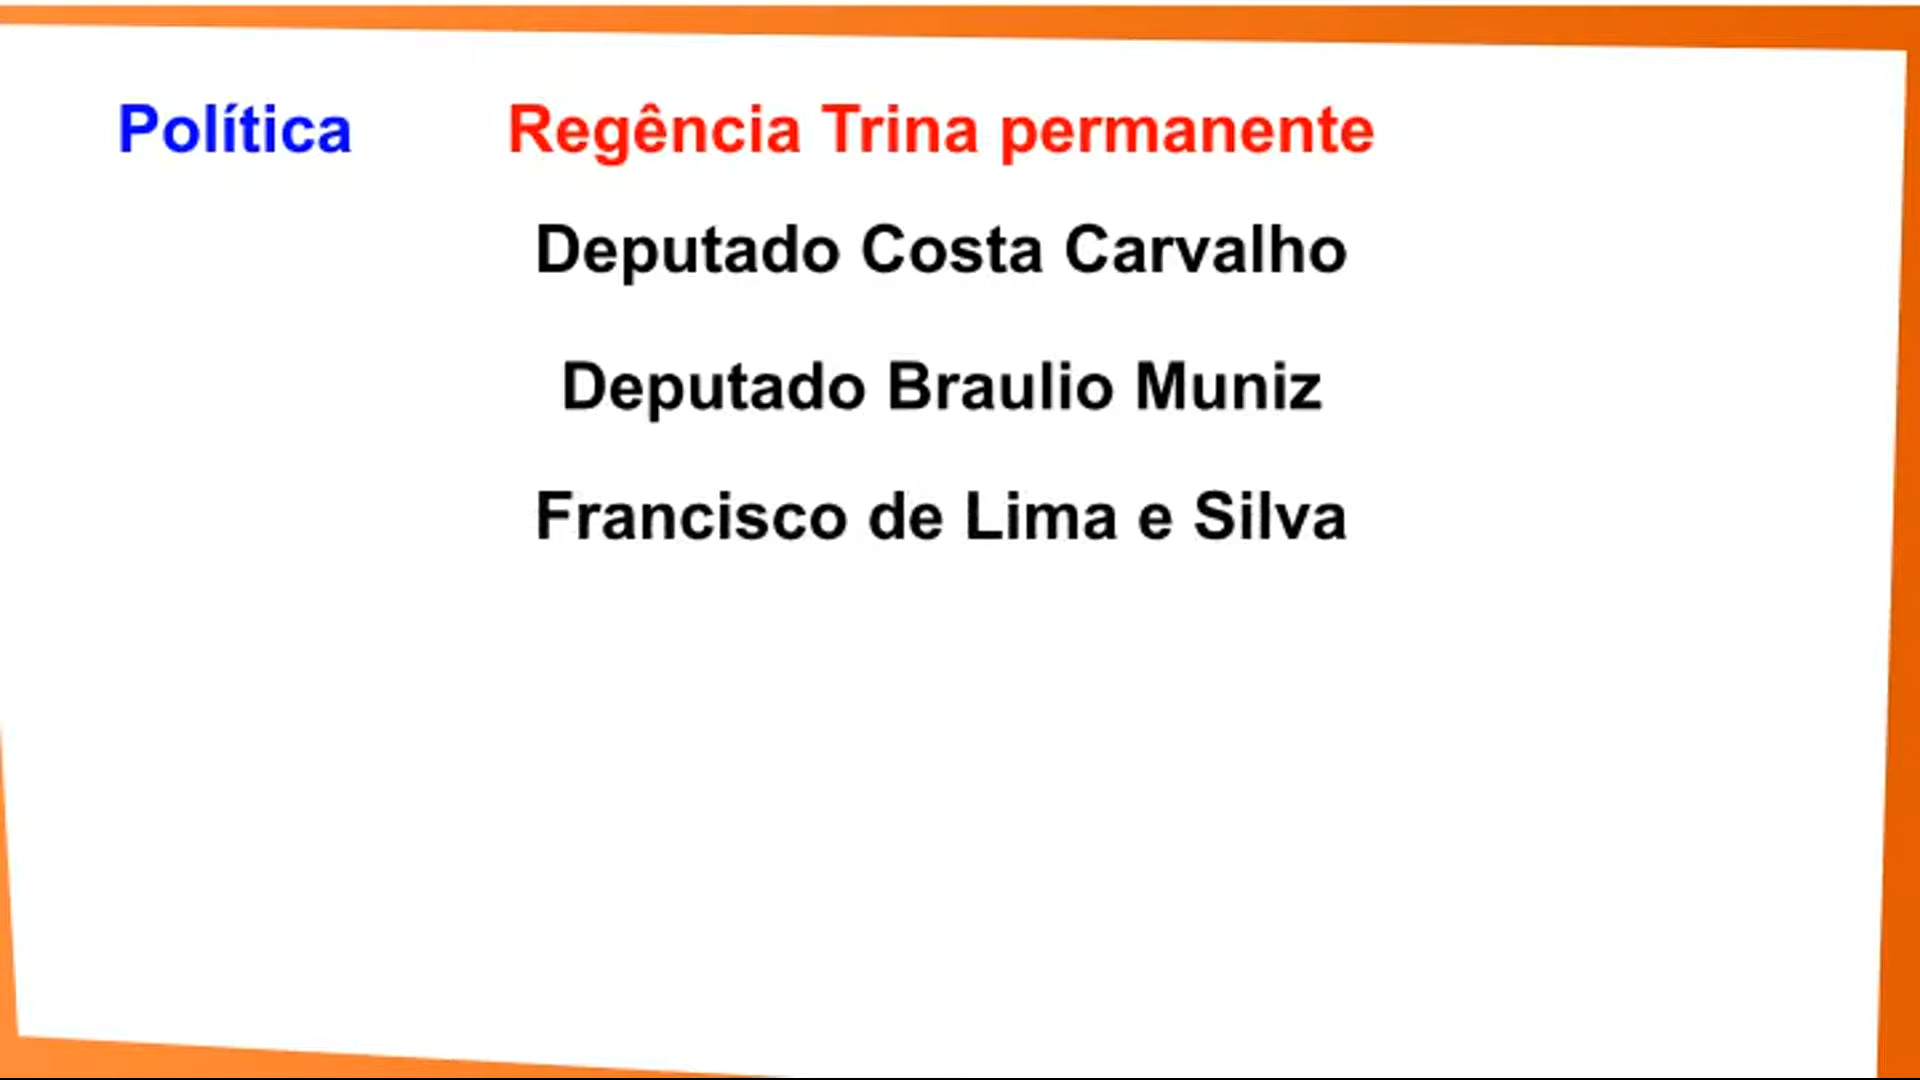 Política Regência Trina permanente
Deputado Costa Carvalho
Deputado Braulio Muniz
Francisco de Lima e Silva